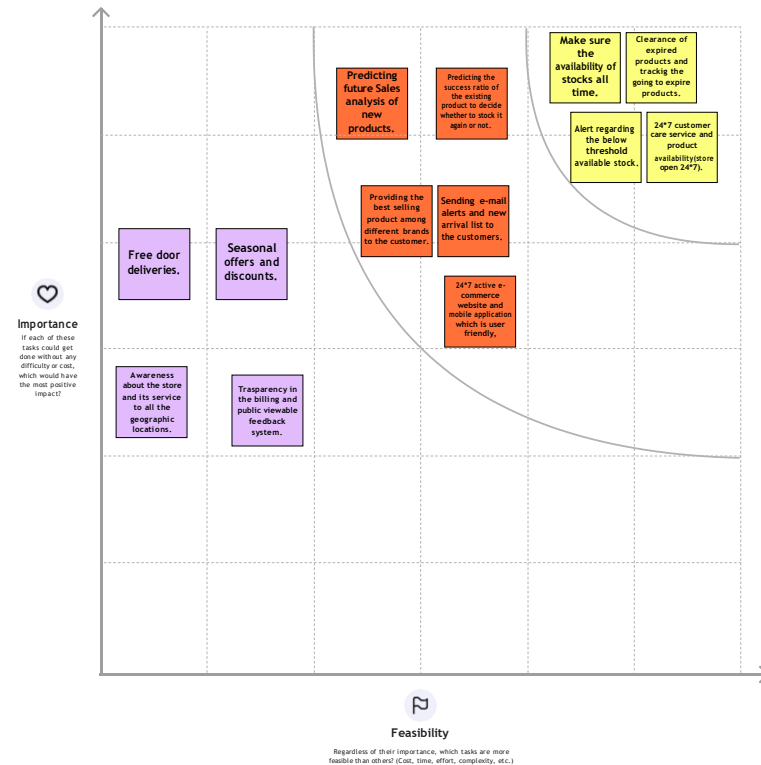 Make sure
the
availability of
stocks all
time.
Clearance of
expired
products and
trackig the
going to expire
products.
Predicting
future Sales
analysis of
new
products.
Predicting the
success ratio of
the existing
product to decide
whether to stock it
again or not.
Alert regarding
the below
threshold
available stock.
24*7 customer
care service and
product
availability(store
open 24*7).
Providing the
best selling
product among
different brands
to the customer.
Sending e-mail
alerts and new
arrival list to
the customers.
Free door
deliveries.
Seasonal
offers and
discounts.
24*7 active e-
commerce
website and
mobile application
which is user
friendly,
Importance
If each of these
tasks could get
done without any
difficulty or cost,
which would have
the most positive
impact?
Awareness
about the store
and its service
to all the
geographic
locations.
Trasparency in
the billing and
public viewable
feedback
system.
Feasibility
Regardless of their importance, which tasks are more
feasible than others? (Cost, time, effort, complexity, etc.)